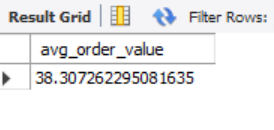 Result Grid Filter Rows:
avg_order_value
38.307262295081635